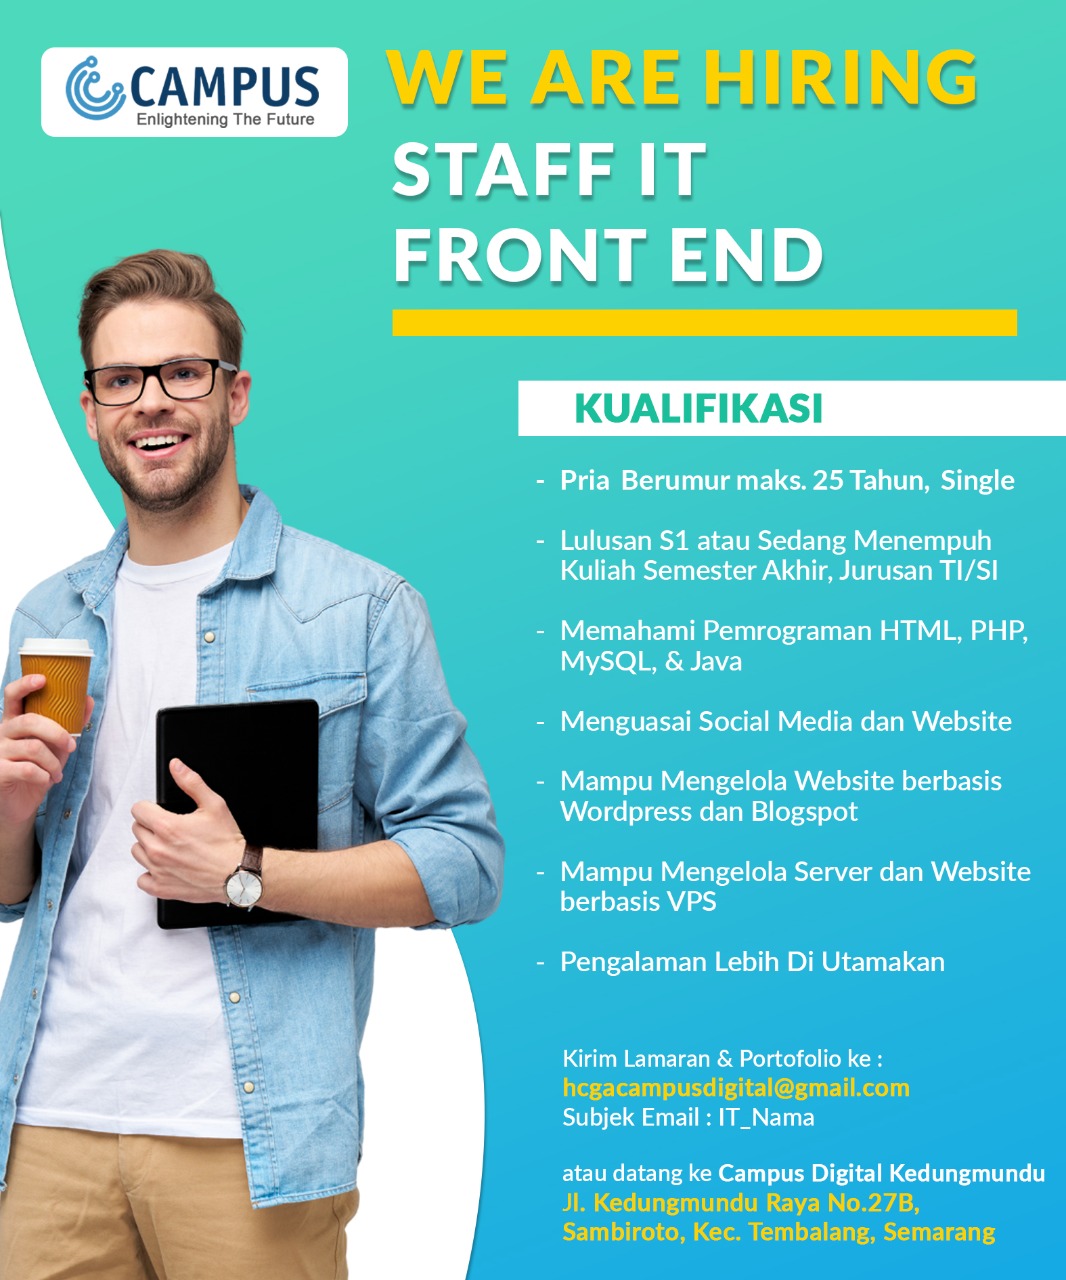 CAMPUS
Enlightening The Future
WE ARE HIRING
STAFF IT
FRONT END
KUALIFIKASI
- Pria Berumur maks. 25 Tahun, Single
- Lulusan S1 atau Sedang Menempuh
Kuliah Semester Akhir, Jurusan TI/SI
- Memahami Pemrograman HTML, PHP,
MySQL, & Java
- Menguasai Social Media dan Website
- Mampu Mengelola Website berbasis
Wordpress dan Blogspot
- Mampu Mengelola Server dan Website
berbasis VPS
- Pengalaman Lebih Di Utamakan
Kirim Lamaran & Portofolio ke :
hcgacampusdigital@gmail.com
Subjek Email : IT_Nama
atau datang ke Campus Digital Kedungmundu
Jl. Kedungmundu Raya No.27B,
Sambiroto, Kec. Tembalang, Semarang